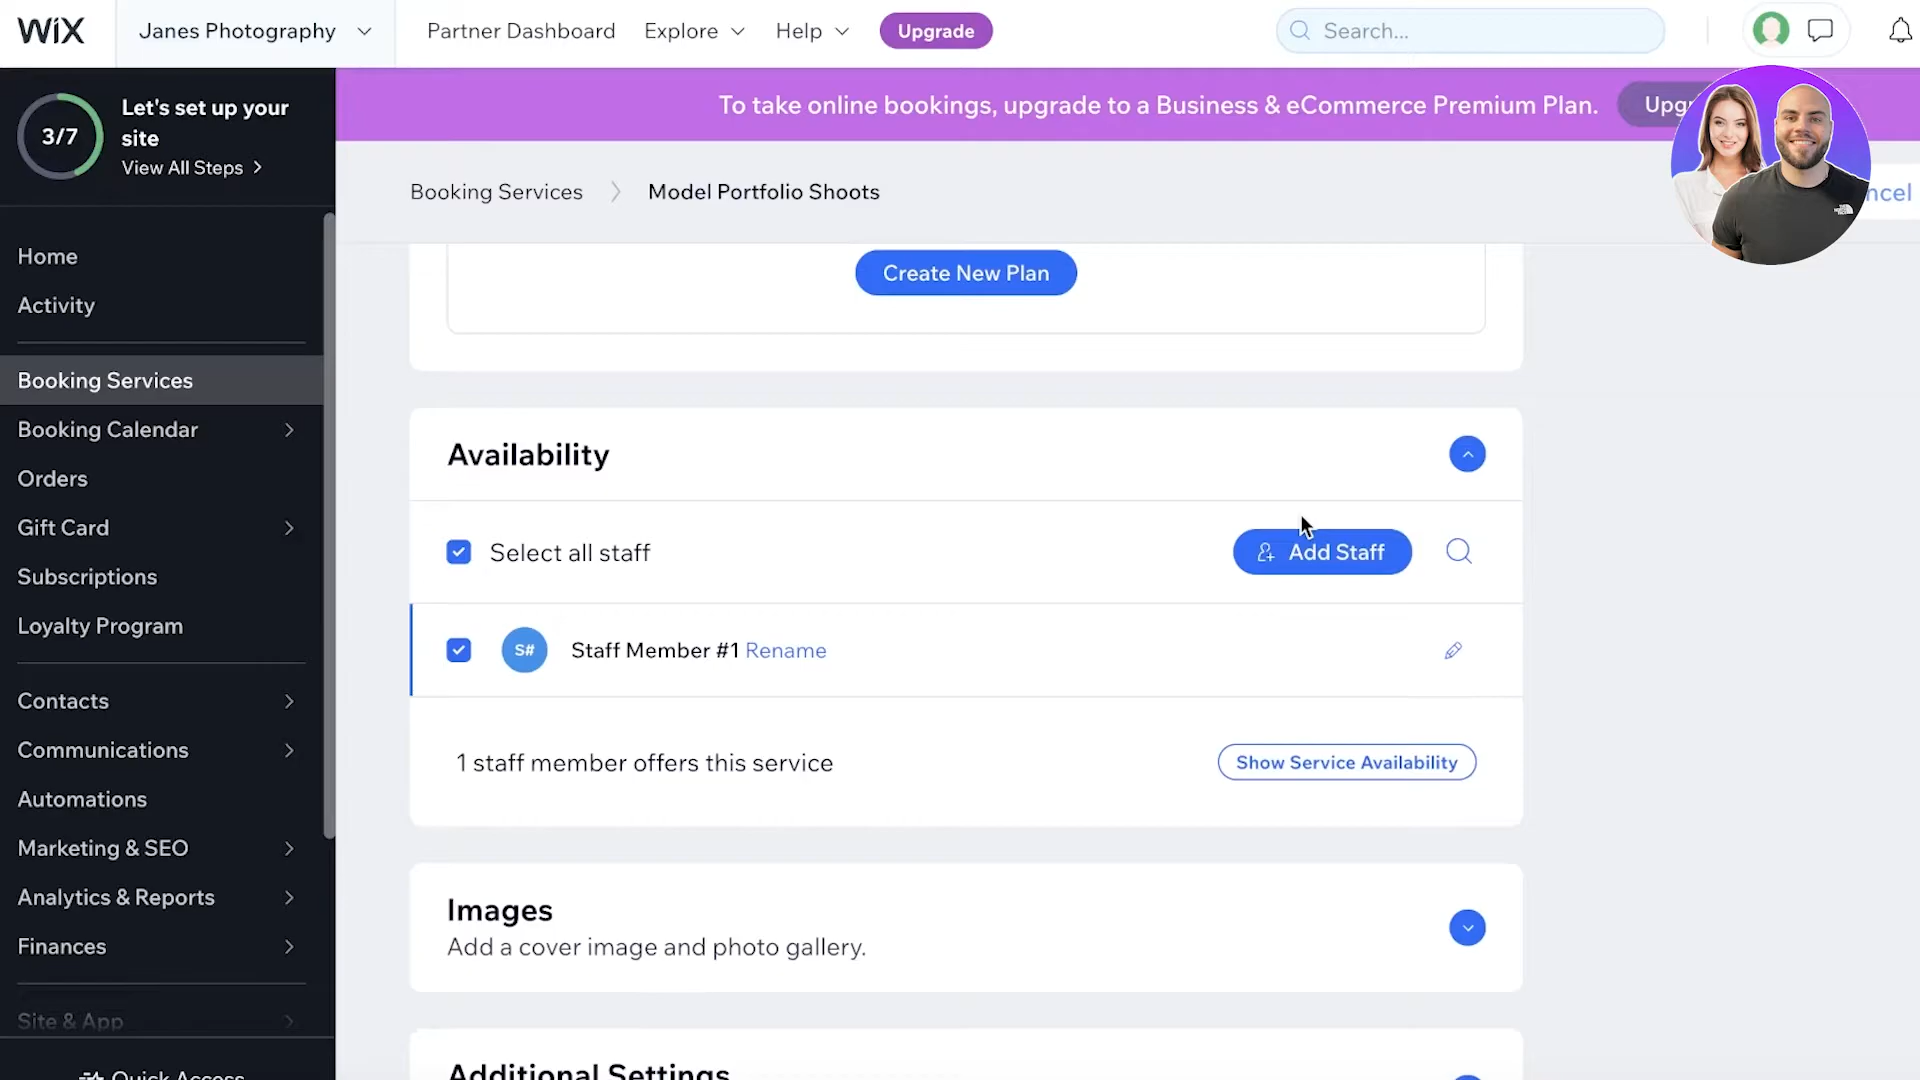 WiX
Janes Photography
Partner Dashboard
Explore
Help
Upgrade
Search...
3/7
Let's set up your
site
View All Steps
To take online bookings, upgrade to a Business & eCommerce Premium Plan.
Booking Services
Model Portfolio Shoots
Home
Activity
Booking Services
Booking Calendar
Orders
Gift Card
Subscriptions
Loyalty Program
Contacts
Communications
Automations
Marketing & SEO
Analytics & Reports
Finances
Site & App
Quick Access
Create New Plan
Availability
Select all staff
Add Staff
S#
Staff Member #1 Rename
1 staff member offers this service
Show Service Availability
Images
Add a cover image and photo gallery.
Additional Settings